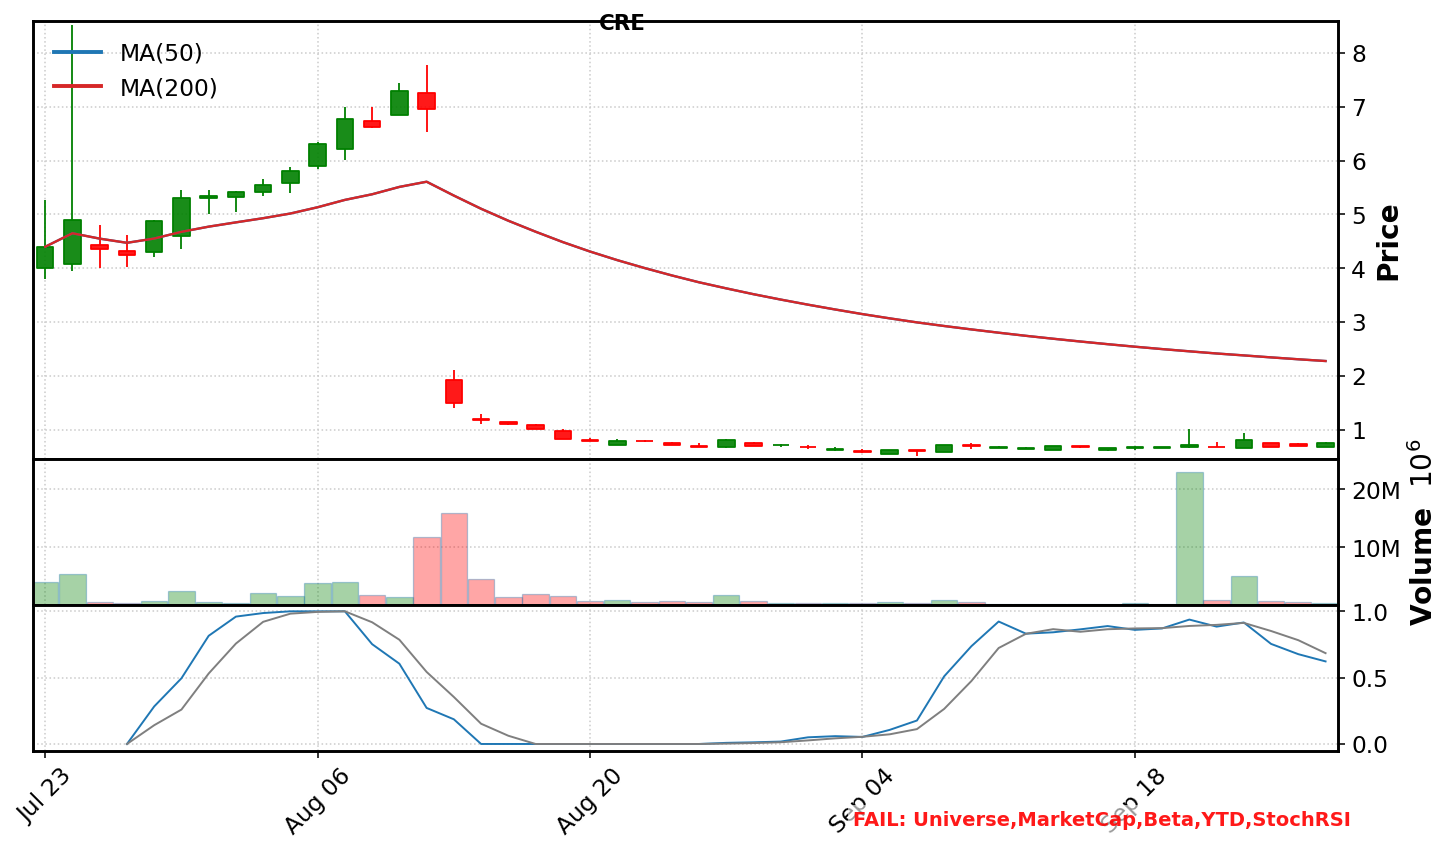 CRE
MA(50)
MA(200)
8
7
6
5
4
3
2
1
Price
20M
10M
Volume 10^6
1.0
0.5
0.0
Jul 23
Aug 06
Aug 20
Sep 04
Sep 18
FAIL: Universe,MarketCap,Beta,YTD,StochRSI